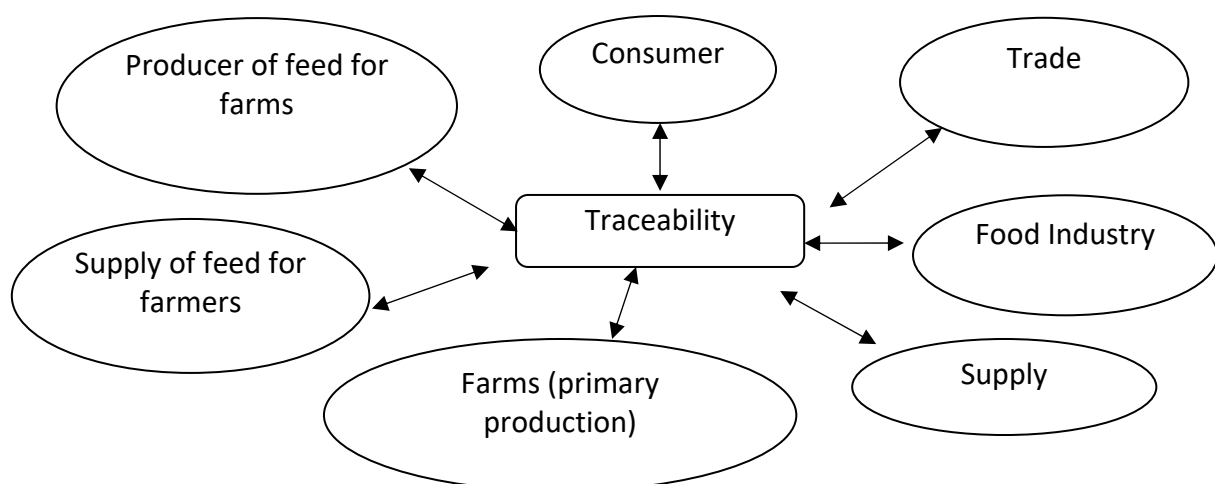 Producer of feed for
farms
Consumer
Trade
Traceability
Food Industry
Supply of feed for
farmers
Farms (primary
production)
Supply